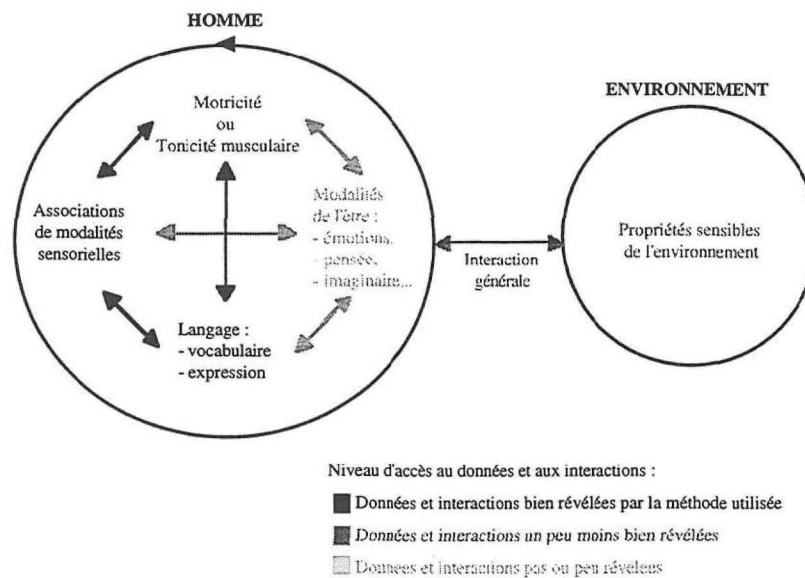 HOMME
Motricité
ou
Tonicité musculaire
Associations
de modalités
sensorielles
Modalités
de l'être :
- émotions,
- pensée,
- imaginaire...
Langage :
- vocabulaire
- expression
Interaction
générale
ENVIRONNEMENT
Propriétés sensibles
de l'environnement
Niveau d'accès au données et aux interactions :
Données et interactions bien révélées par la méthode utilisée
Données et interactions un peu moins bien révélées
Données et interactions pas ou peu révelees